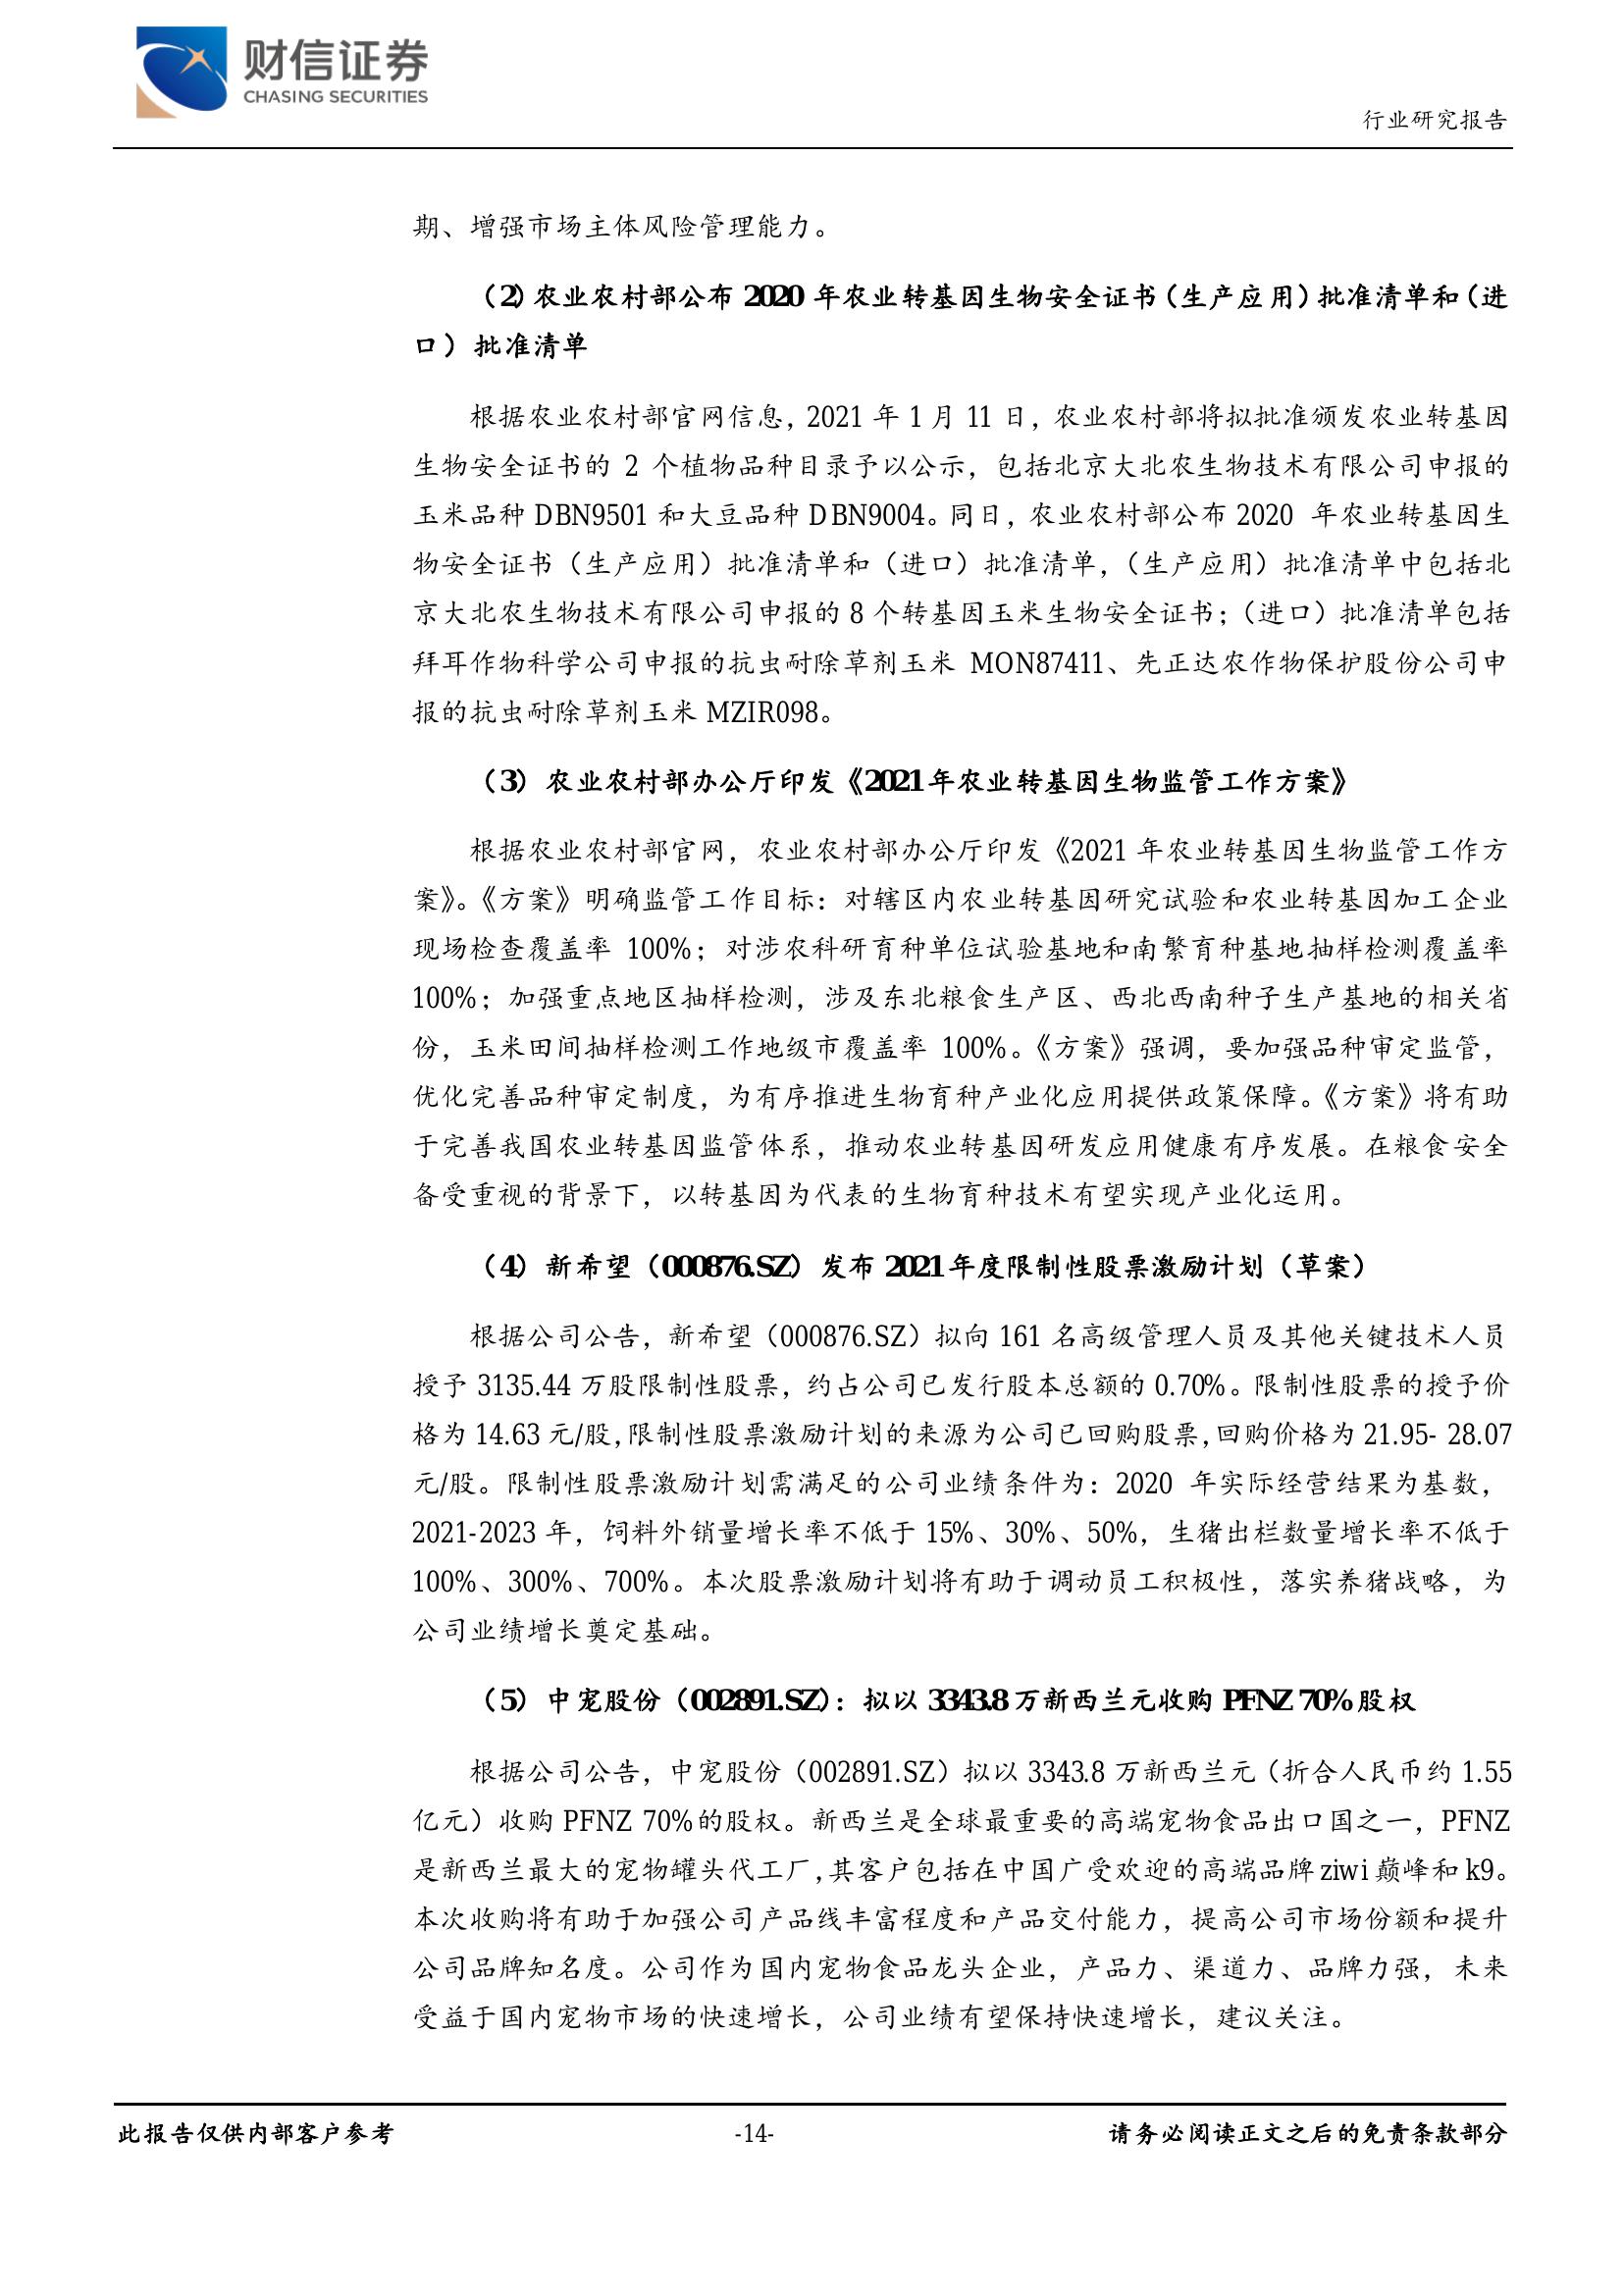 财信证券
CHASING SECURITIES
行业研究报告
期、增强市场主体风险管理能力。
（2）农业农村部公布 2020 年农业转基因生物安全证书（生产应用）批准清单和（进
口）批准清单
根据农业农村部官网信息，2021 年 1 月 11 日，农业农村部将拟批准颁发农业转基因
生物安全证书的 2 个植物品种目录予以公示，包括北京大北农生物技术有限公司申报的
玉米品种 DBN9501 和大豆品种 DBN9004。同日，农业农村部公布 2020 年农业转基因生
物安全证书（生产应用）批准清单和（进口）批准清单，（生产应用）批准清单中包括北
京大北农生物技术有限公司申报的 8 个转基因玉米生物安全证书；（进口）批准清单包括
拜耳作物科学公司申报的抗虫耐除草剂玉米 MON87411、先正达农作物保护股份公司申
报的抗虫耐除草剂玉米 MZIR098。
（3）农业农村部办公厅印发《2021 年农业转基因生物监管工作方案》
根据农业农村部官网，农业农村部办公厅印发《2021 年农业转基因生物监管工作方
案》。《方案》明确监管工作目标：对辖区内农业转基因研究试验和农业转基因加工企业
现场检查覆盖率 100%；对涉农科研育种单位试验基地和南繁育种基地抽样检测覆盖率
100%；加强重点地区抽样检测，涉及东北粮食生产区、西北西南种子生产基地的相关省
份，玉米田间抽样检测工作地级市覆盖率 100%。《方案》强调，要加强品种审定监管，
优化完善品种审定制度，为有序推进生物育种产业化应用提供政策保障。《方案》将有助
于完善我国农业转基因监管体系，推动农业转基因研发应用健康有序发展。在粮食安全
备受重视的背景下，以转基因为代表的生物育种技术有望实现产业化运用。
（4）新希望（000876.SZ）发布 2021 年度限制性股票激励计划（草案）
根据公司公告，新希望（000876.SZ）拟向 161 名高级管理人员及其他关键技术人员
授予 3135.44 万股限制性股票，约占公司已发行股本总额的 0.70%。限制性股票的授予价
格为 14.63 元/股，限制性股票激励计划的来源为公司已回购股票，回购价格为 21.95- 28.07
元/股。限制性股票激励计划需满足的公司业绩条件为：2020 年实际经营结果为基数，
2021-2023 年，饲料外销量增长率不低于 15%、30%、50%，生猪出栏数量增长率不低于
100%、300%、700%。本次股票激励计划将有助于调动员工积极性，落实养猪战略，为
公司业绩增长奠定基础。
（5）中宠股份（002891.SZ）：拟以 3343.8 万新西兰元收购 PFNZ 70%股权
根据公司公告，中宠股份（002891.SZ）拟以 3343.8 万新西兰元（折合人民币约 1.55
亿元）收购 PFNZ 70%的股权。新西兰是全球最重要的高端宠物食品出口国之一，PFNZ
是新西兰最大的宠物罐头代工厂，其客户包括在中国广受欢迎的高端品牌 ziwi 巅峰和 k9。
本次收购将有助于加强公司产品线丰富程度和产品交付能力，提高公司市场份额和提升
公司品牌知名度。公司作为国内宠物食品龙头企业，产品力、渠道力、品牌力强，未来
受益于国内宠物市场的快速增长，公司业绩有望保持快速增长，建议关注。
此报告仅供内部客户参考
-14-
请务必阅读正文之后的免责条款部分